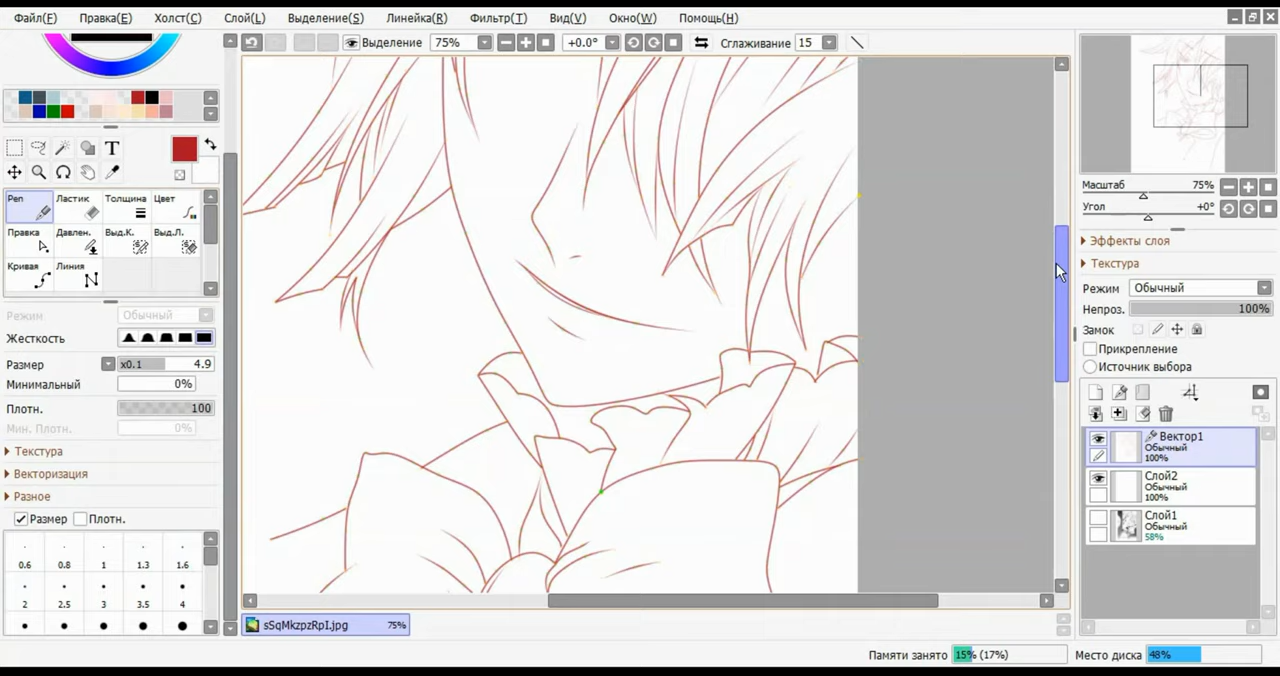 Файл(F) Правка(E) Холст(C) Слой(L) Выделение(S) Линейка(R) Фильтр(T) Вид(V) Окно(W) Помощь(H)
Выделение 75% +0.0° Сглаживание 15
T
Pen Ластик Толщина Цвет
Правка Давлен. Выд.К. Выд.Л.
Кривая Линия
Режим Обычный
Жесткость
Размер x0.1 4.9
Минимальный 0%
Плотн. 100
Мин. Плотн. 0%
Текстура
Векторизация
Разное
Размер Плотн.
0.6 0.8 1 1.3 1.6
2 2.5 3 3.5 4
sSqMkzpzRpI.jpg 75%
Масштаб 75%
Угол +0°
Эффекты слоя
Текстура
Режим Обычный
Непроз. 100%
Замок
Прикрепление
Источник выбора
Вектор1
Обычный
100%
Слой2
Обычный
100%
Слой1
Обычный
58%
Памяти занято 15% (17%) Место диска 48%